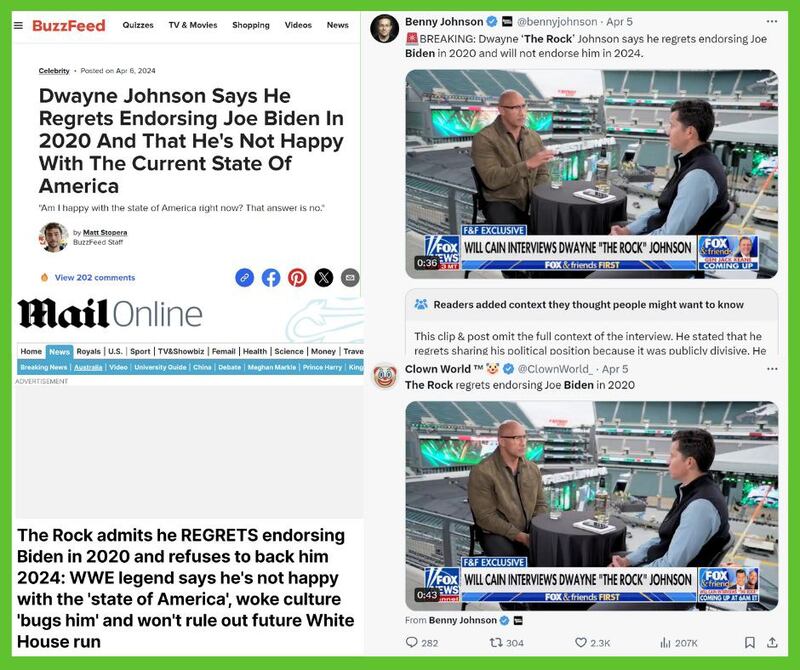 BuzzFeed
Quizzes TV & Movies Shopping Videos News
Celebrity • Posted on Apr 6, 2024
Dwayne Johnson Says He
Regrets Endorsing Joe Biden In
2020 And That He's Not Happy
With The Current State Of
America
"Am I happy with the state of America right now? That answer is no."
by Matt Stopera
BuzzFeed Staff
View 202 comments
Mail Online
Home News Royals U.S. Sport TV&Showbiz Femail Health Science Money Trave
Breaking News Australia Video University Guide China Debate Meghan Markle Prince Harry King
ADVERTISEMENT
The Rock admits he REGRETS endorsing
Biden in 2020 and refuses to back him
2024: WWE legend says he's not happy
with the 'state of America', woke culture
'bugs him' and won't rule out future White
House run
Benny Johnson @bennyjohnson · Apr 5
BREAKING: Dwayne 'The Rock' Johnson says he regrets endorsing Joe
Biden in 2020 and will not endorse him in 2024.
F&F EXCLUSIVE
FOX NEWS
WILL CAIN INTERVIEWS DWAYNE "THE ROCK" JOHNSON
FOX & friends FIRST
FOX & friends
GEN JACK KEANE
COMING UP
0:36
Readers added context they thought people might want to know
This clip & post omit the full context of the interview. He stated that he
regrets sharing his political position because it was publicly divisive. He
Clown World ™ @ClownWorld_ · Apr 5
The Rock regrets endorsing Joe Biden in 2020
F&F EXCLUSIVE
FOX NEWS
WILL CAIN INTERVIEWS DWAYNE "THE ROCK" JOHNSON
FOX & friends FIRST
FOX & friends
COMING UP AT 6AM ET
0:43
From Benny Johnson
282 304 2.3K 207K